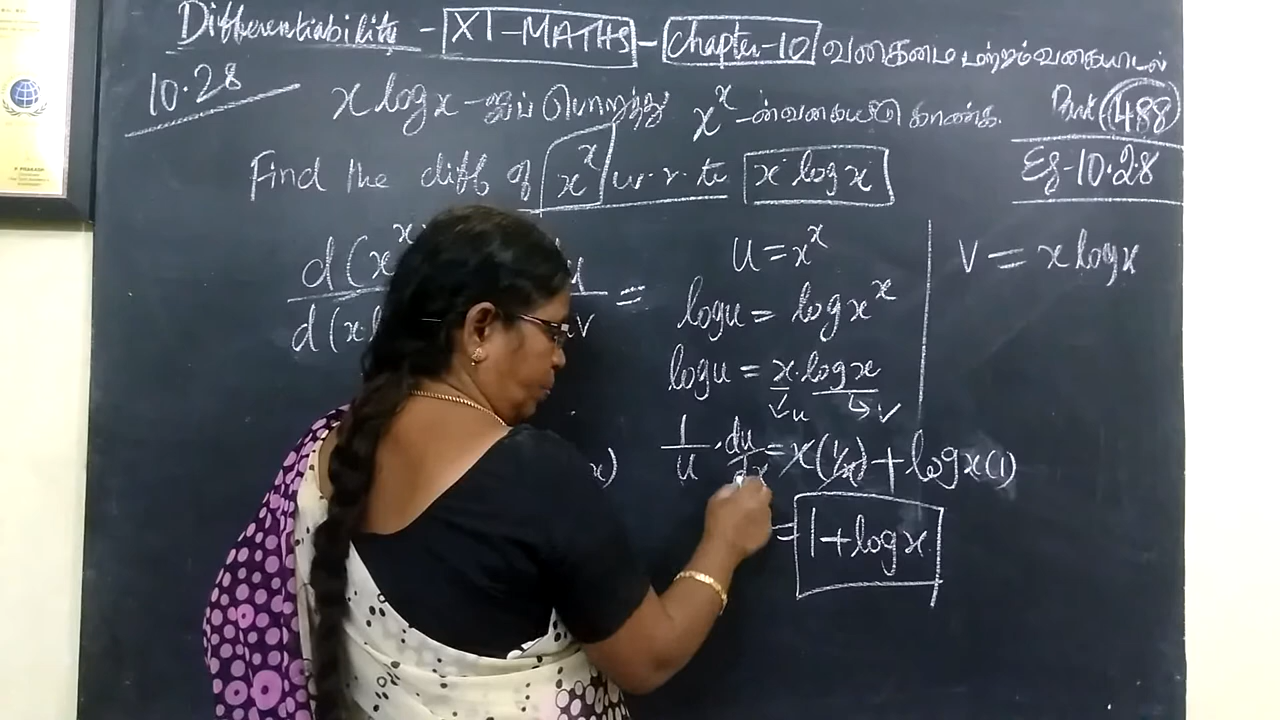 Differentiability - XI-MATHS - Chapter-10 வகைமை மற்றும் வகையிடல்
10.28 x log x -ஐப் பொறுத்து x^x -ன் வகையீடு காண்க. 488
Find the diff of x^x w.r.to x log x Eg-10.28
d(x^x
d(x.l
=
u = x^x
log u = log x^x
log u = x. log x
u v
1/u . du/dx = x(1/x) + log x(1)
= 1 + log x
x)
V = x log x